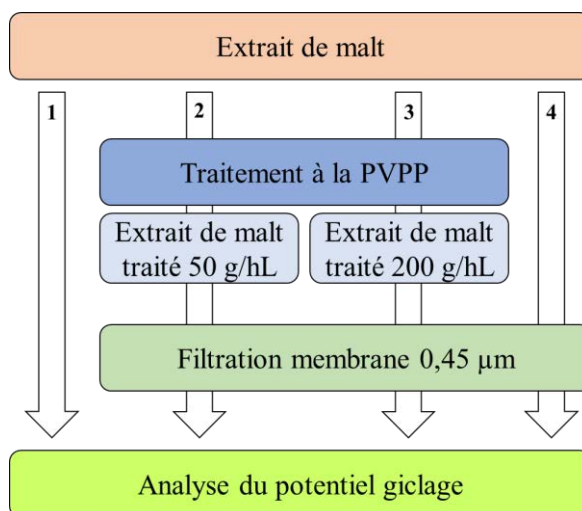 Extrait de malt
1
2
3
4
Traitement à la PVPP
Extrait de malt
traité 50 g/hL
Extrait de malt
traité 200 g/hL
Filtration membrane 0,45 µm
Analyse du potentiel giclage